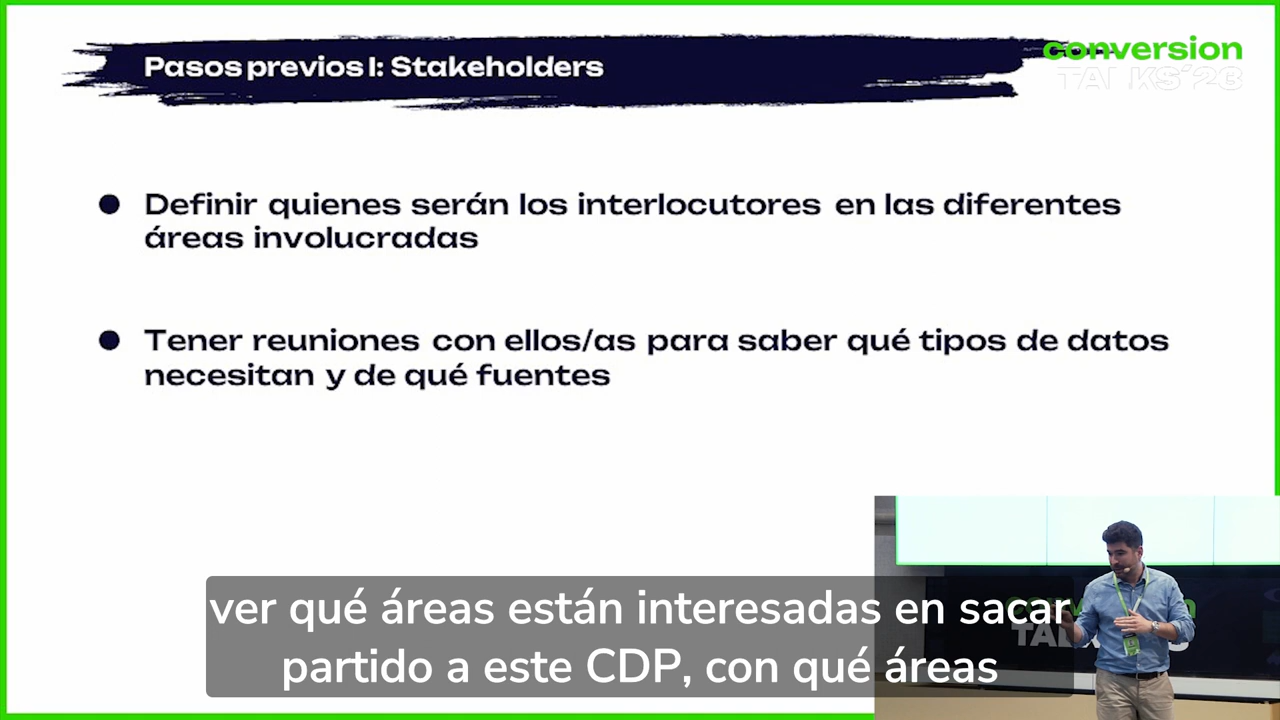 Pasos previos I: Stakeholders
conversion
TALKS'23
● Definir quienes serán los interlocutores en las diferentes
áreas involucradas
● Tener reuniones con ellos/as para saber qué tipos de datos
necesitan y de qué fuentes
ver qué áreas están interesadas en sacar
partido a este CDP, con qué áreas